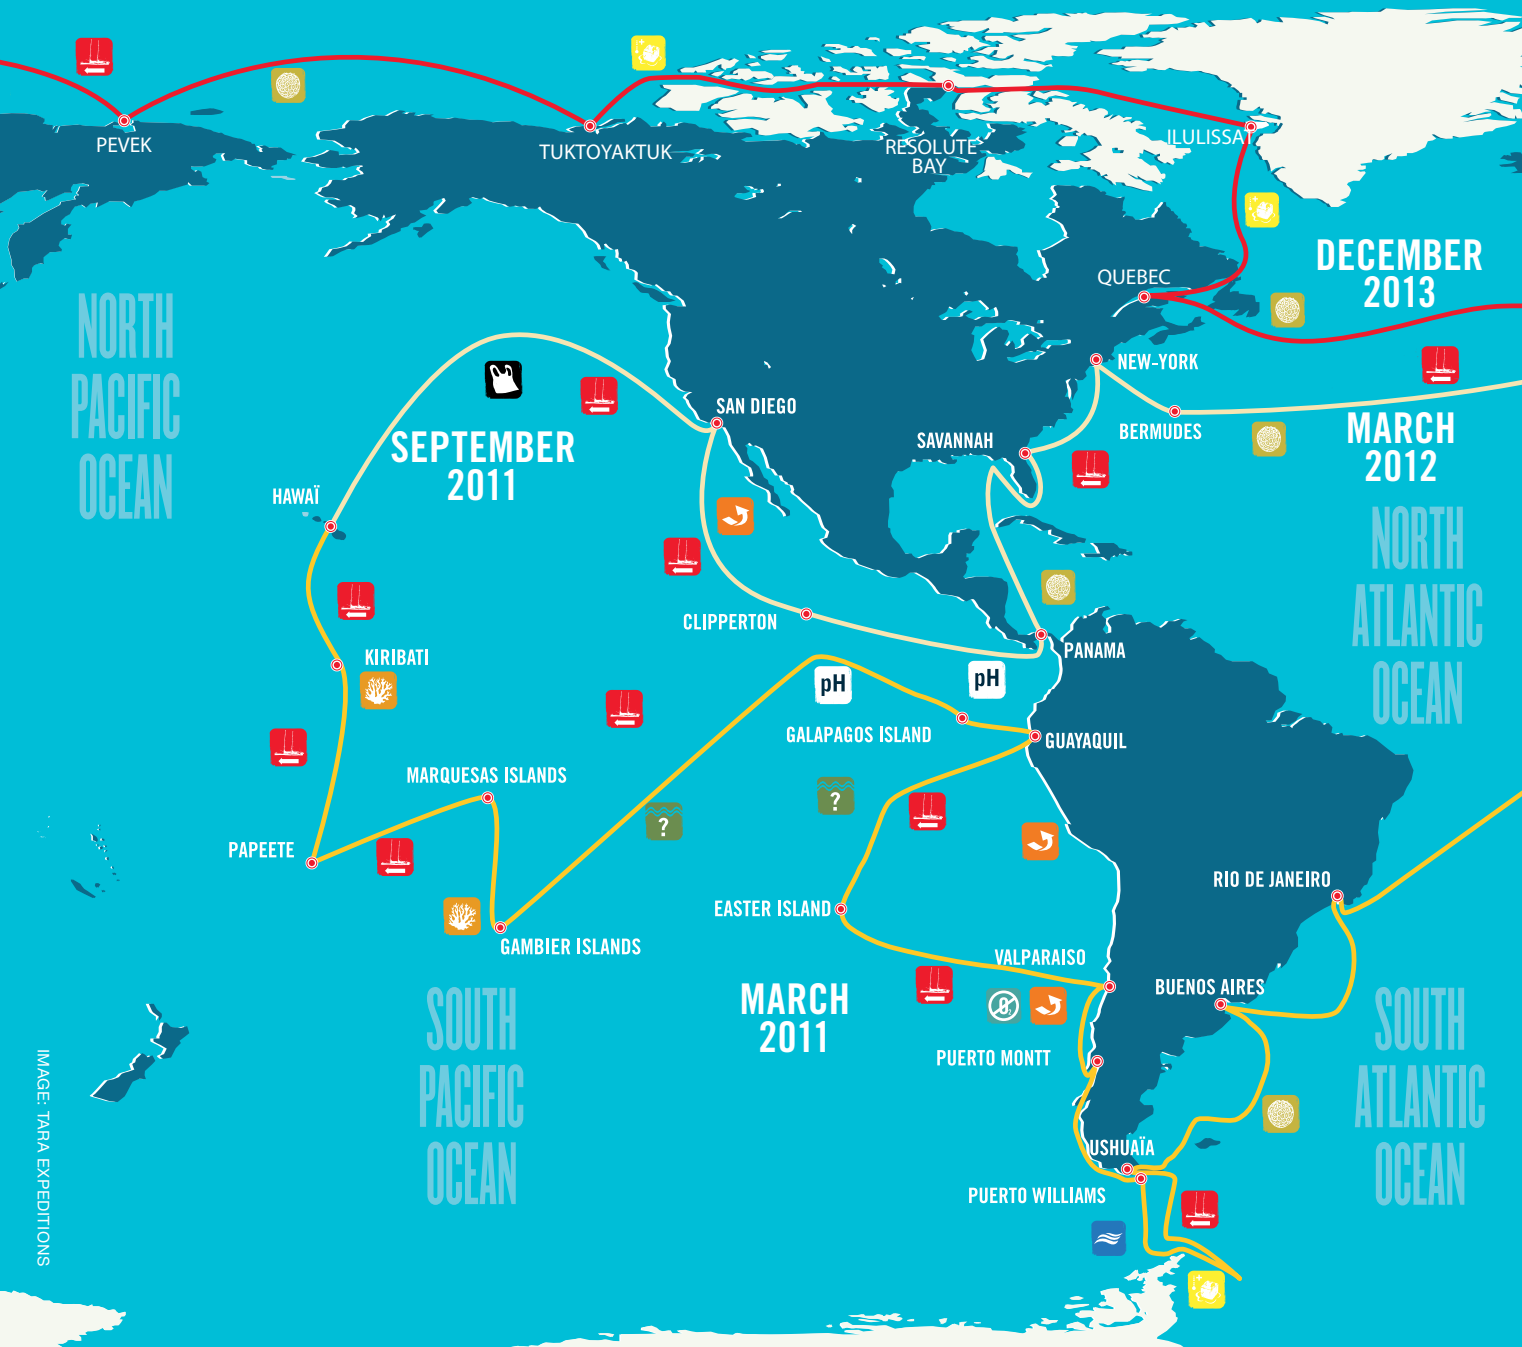 PEVEK
TUKTOYAKTUK
RESOLUTE
BAY
ILULISSAT
DECEMBER
2013
QUEBEC
NORTH
PACIFIC
OCEAN
NEW-YORK
SAN DIEGO
BERMUDES
SAVANNAH
SEPTEMBER
2011
MARCH
2012
HAWAÏ
NORTH
ATLANTIC
OCEAN
CLIPPERTON
PANAMA
KIRIBATI
pH
pH
GALAPAGOS ISLAND
GUAYAQUIL
MARQUESAS ISLANDS
?
?
PAPEETE
RIO DE JANEIRO
EASTER ISLAND
GAMBIER ISLANDS
VALPARAISO
BUENOS AIRES
MARCH
2011
SOUTH
PACIFIC
OCEAN
SOUTH
ATLANTIC
OCEAN
PUERTO MONTT
USHUAÏA
PUERTO WILLIAMS
IMAGE: TARA EXPEDITIONS